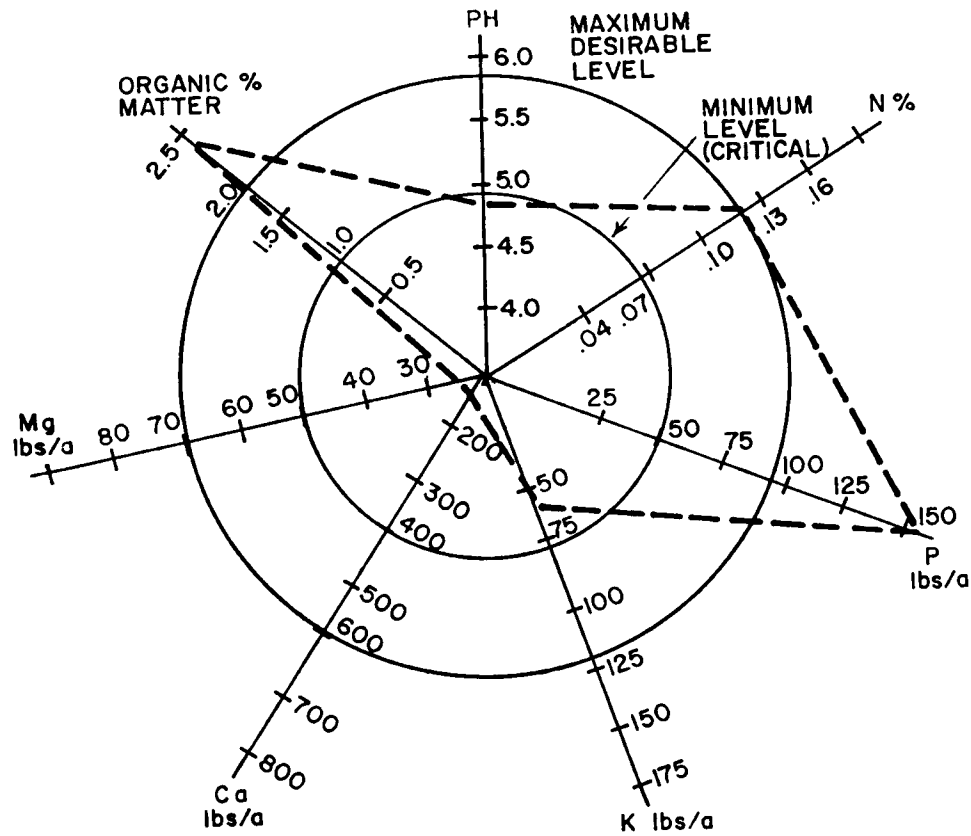 PH
MAXIMUM
DESIRABLE
LEVEL
6.0
5.5
5.0
4.5
4.0
ORGANIC %
MATTER
2.5
2.0
1.5
1.0
0.5
MINIMUM
LEVEL
(CRITICAL)
N %
.16
.13
.10
.07
.04
Mg
lbs/a
80
70
60
50
40
30
25
50
75
100
125
150
P
lbs/a
200
300
400
500
600
700
800
Ca
lbs/a
50
75
100
125
150
175
K lbs/a